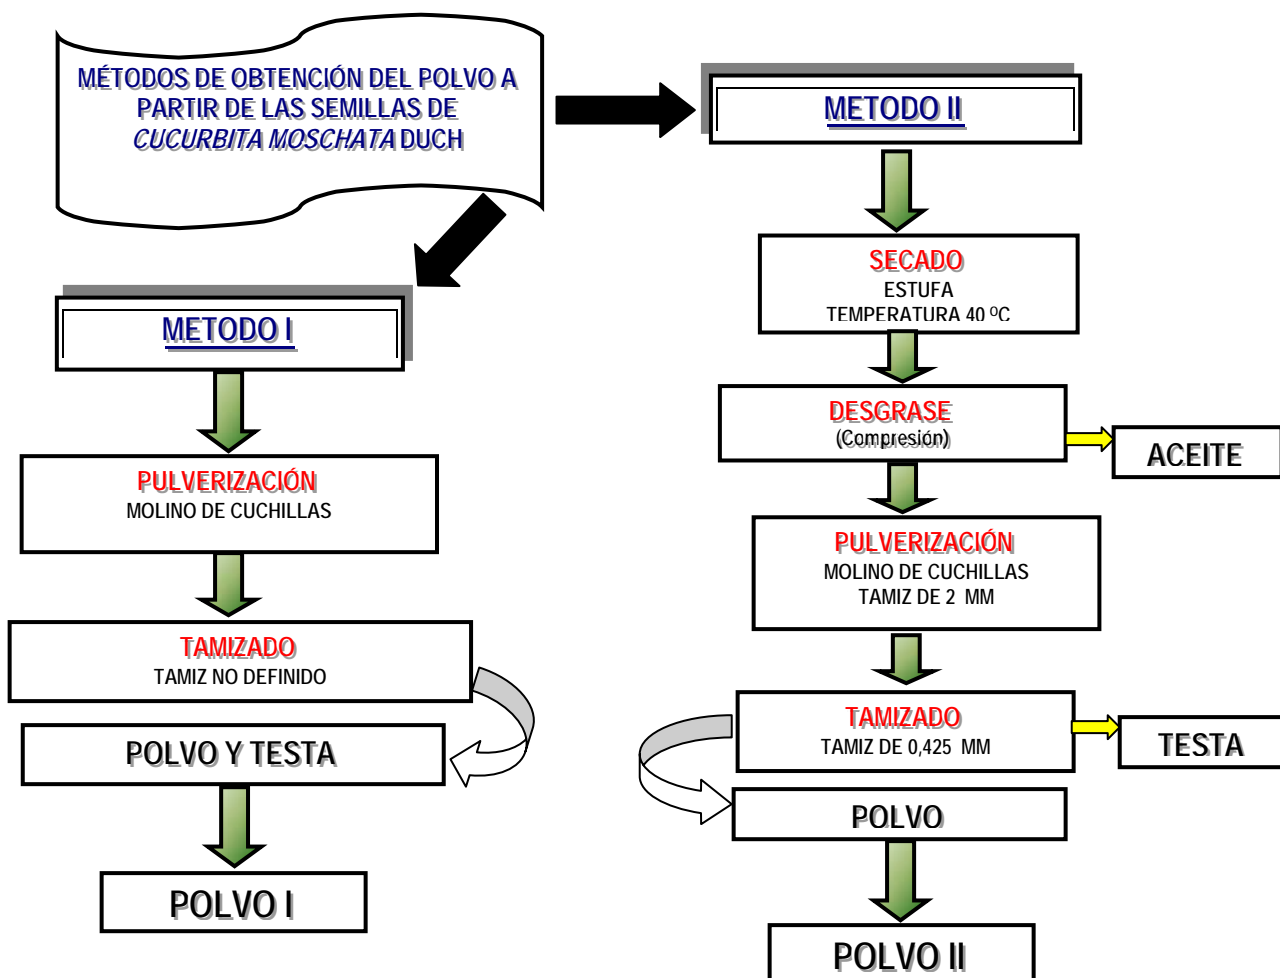 MÉTODOS DE OBTENCIÓN DEL POLVO A
PARTIR DE LAS SEMILLAS DE
CUCURBITA MOSCHATA DUCH
METODO I
PULVERIZACIÓN
MOLINO DE CUCHILLAS
TAMIZADO
TAMIZ NO DEFINIDO
POLVO Y TESTA
POLVO I
METODO II
SECADO
ESTUFA
TEMPERATURA 40 ºC
DESGRASE
(Compresión)
ACEITE
PULVERIZACIÓN
MOLINO DE CUCHILLAS
TAMIZ DE 2 MM
TAMIZADO
TAMIZ DE 0,425 MM
TESTA
POLVO
POLVO II